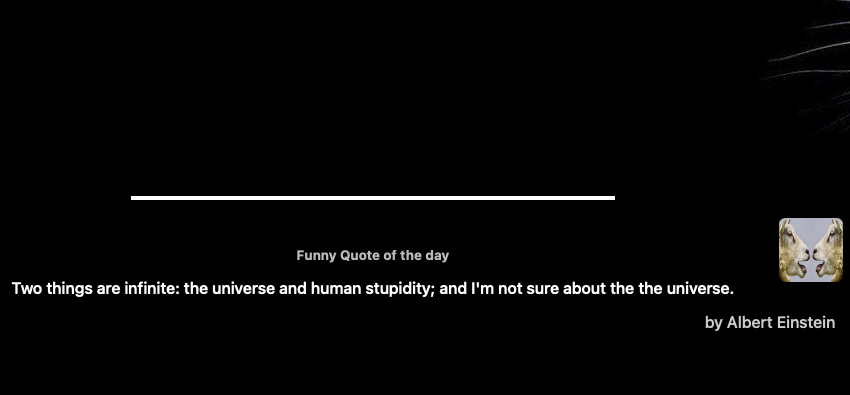 Funny Quote of the day
Two things are infinite: the universe and human stupidity; and I'm not sure about the the universe.
by Albert Einstein